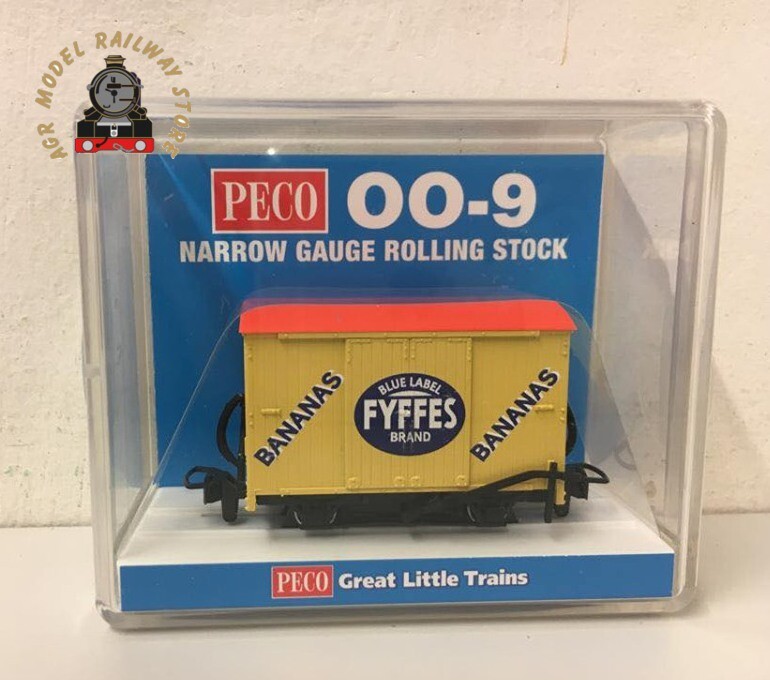 AGR MODEL RAILWAY STORE
PECO OO-9
NARROW GAUGE ROLLING STOCK
BANANAS
BLUE LABEL
FYFFES
BRAND
BANANAS
PECO Great Little Trains